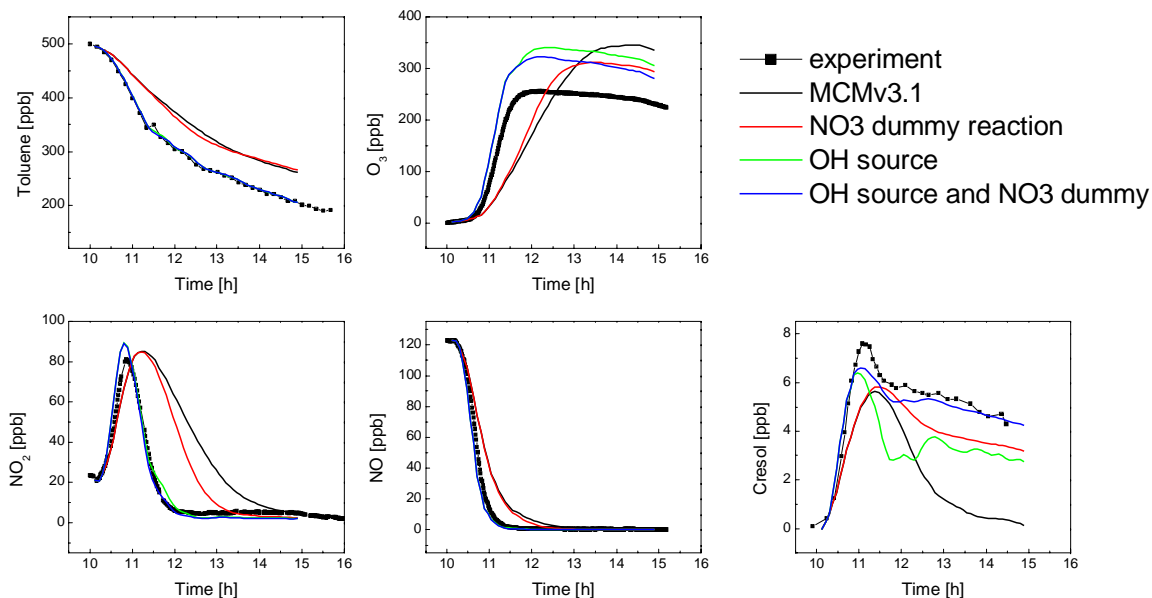 500
400
300
200
Toluene [ppb]
10 11 12 13 14 15 16
Time [h]
400
300
200
100
0
O3 [ppb]
10 11 12 13 14 15 16
Time [h]
experiment
MCMv3.1
NO3 dummy reaction
OH source
OH source and NO3 dummy
100
80
60
40
20
0
NO2 [ppb]
10 11 12 13 14 15 16
Time [h]
120
100
80
60
40
20
0
NO [ppb]
10 11 12 13 14 15 16
Time [h]
8
6
4
2
0
Cresol [ppb]
10 11 12 13 14 15 16
Time [h]